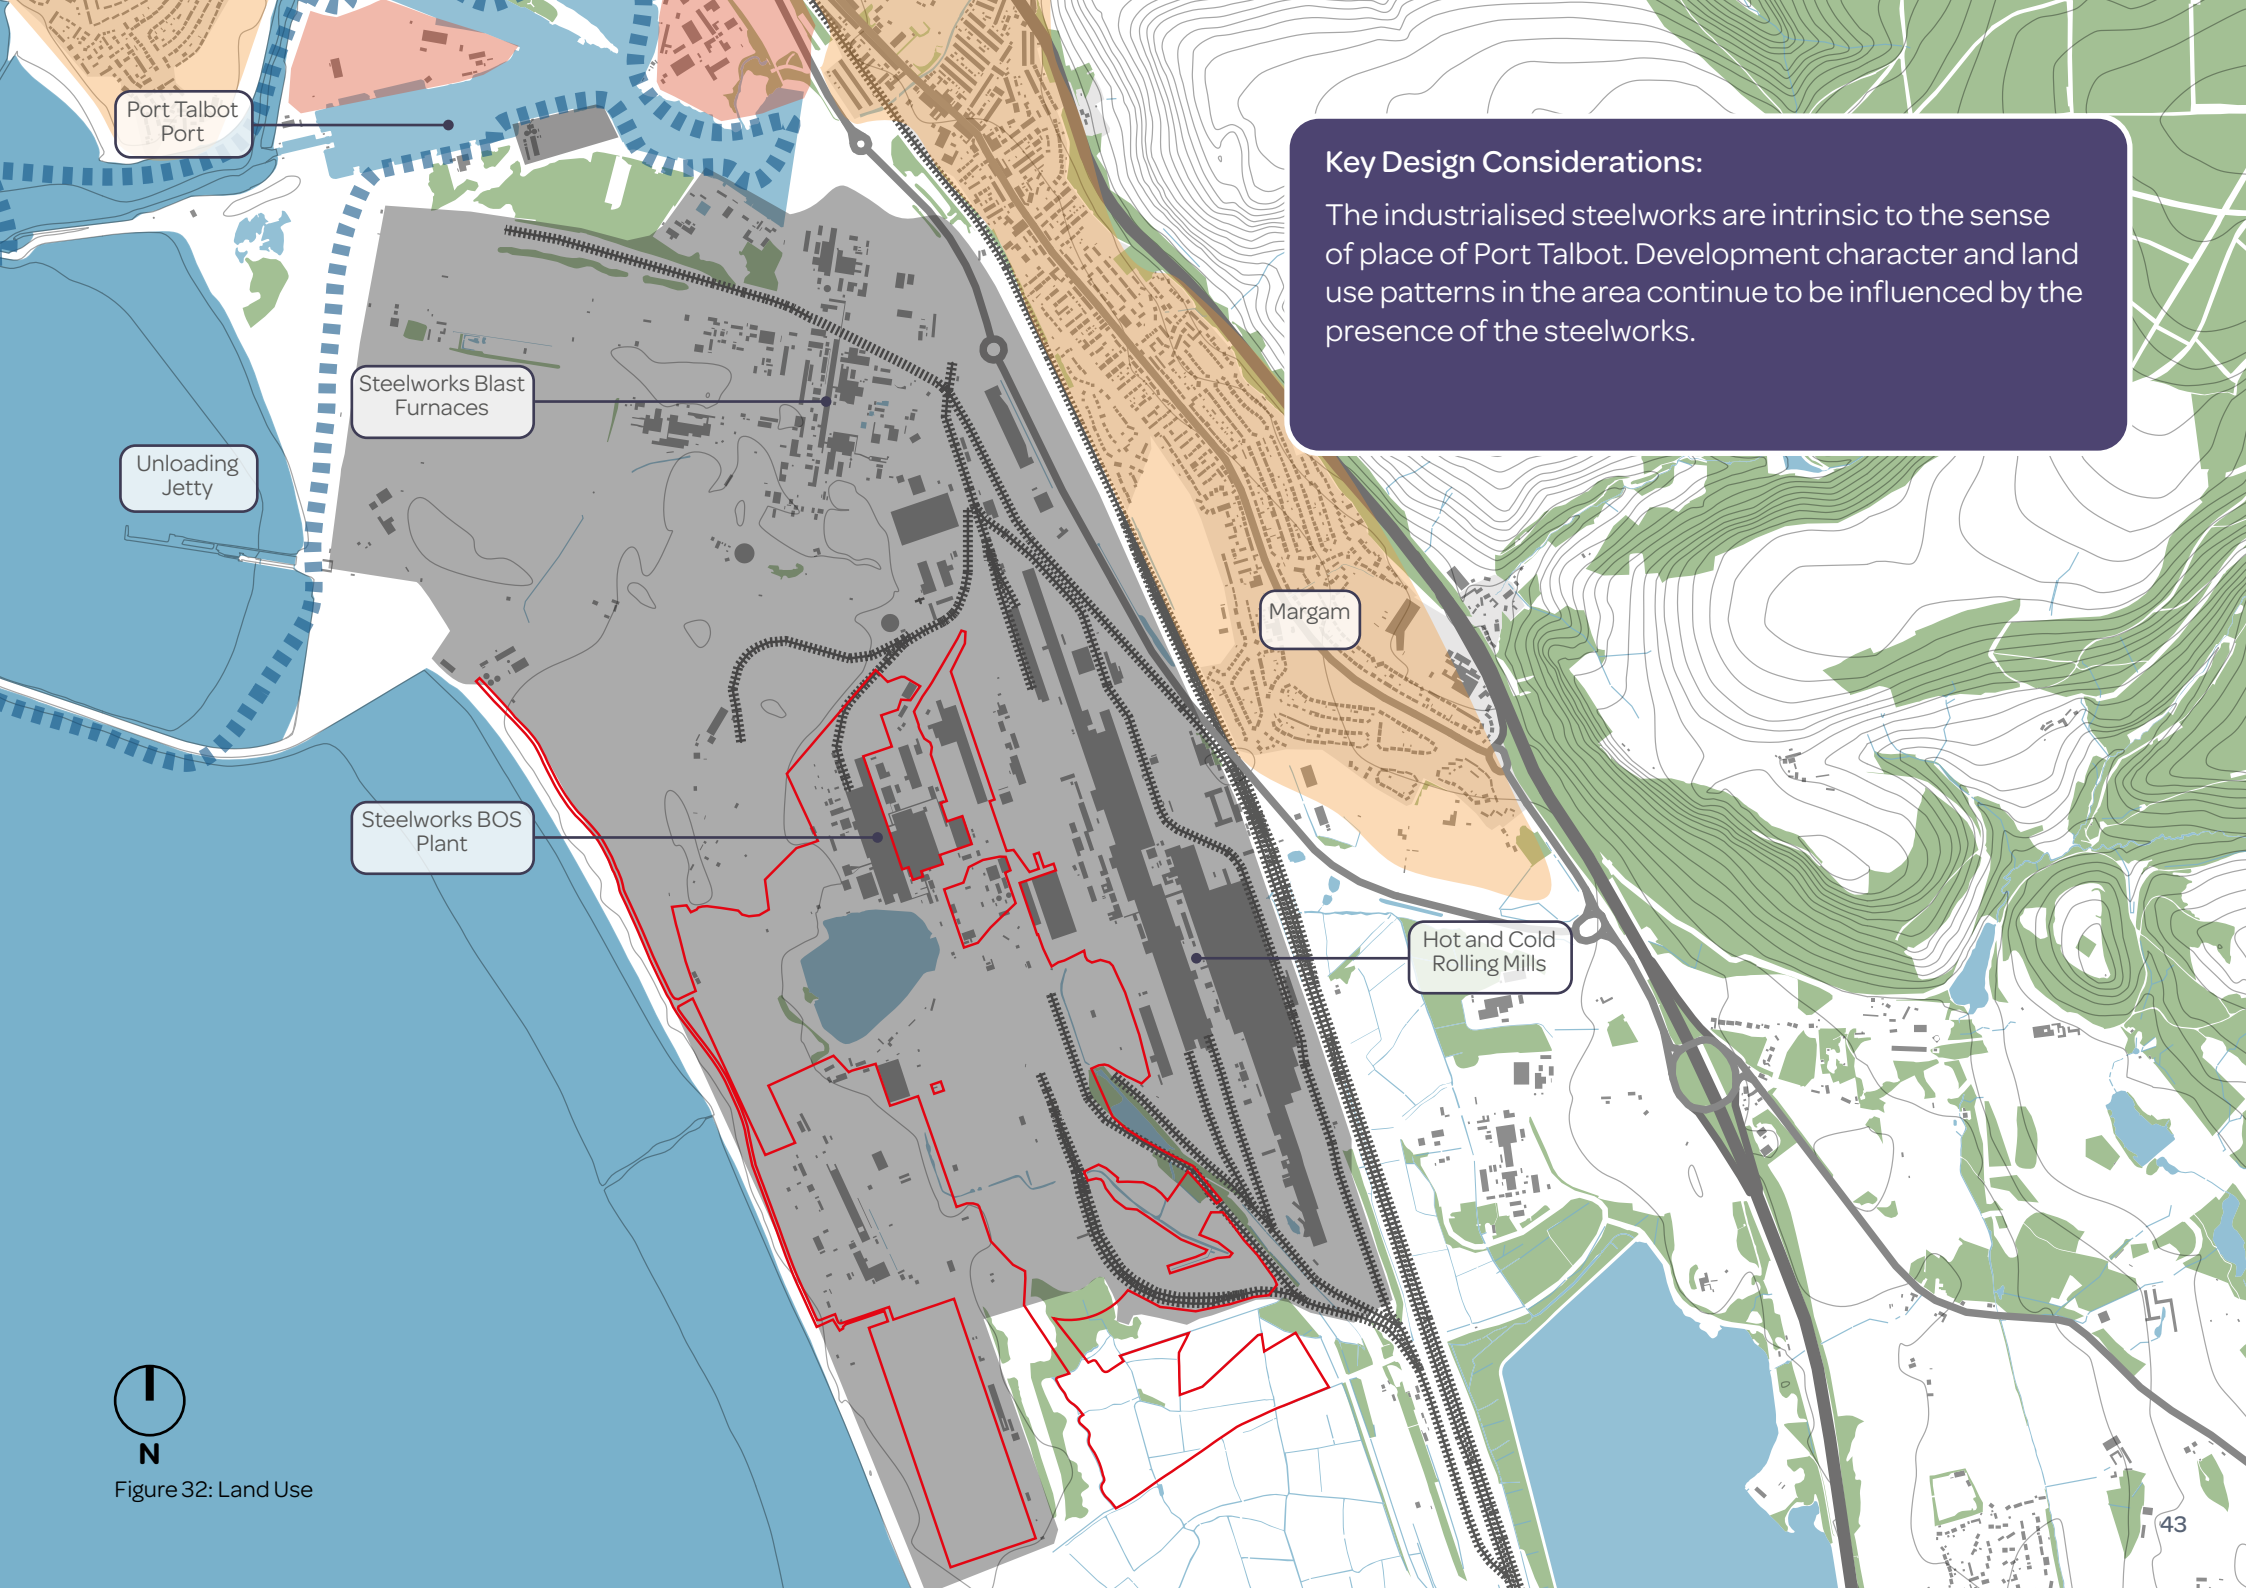 Port Talbot
Port
Key Design Considerations:
The industrialised steelworks are intrinsic to the sense
of place of Port Talbot. Development character and land
use patterns in the area continue to be influenced by the
presence of the steelworks.
Steelworks Blast
Furnaces
Unloading
Jetty
Margam
Steelworks BOS
Plant
Hot and Cold
Rolling Mills
N
Figure 32: Land Use
43